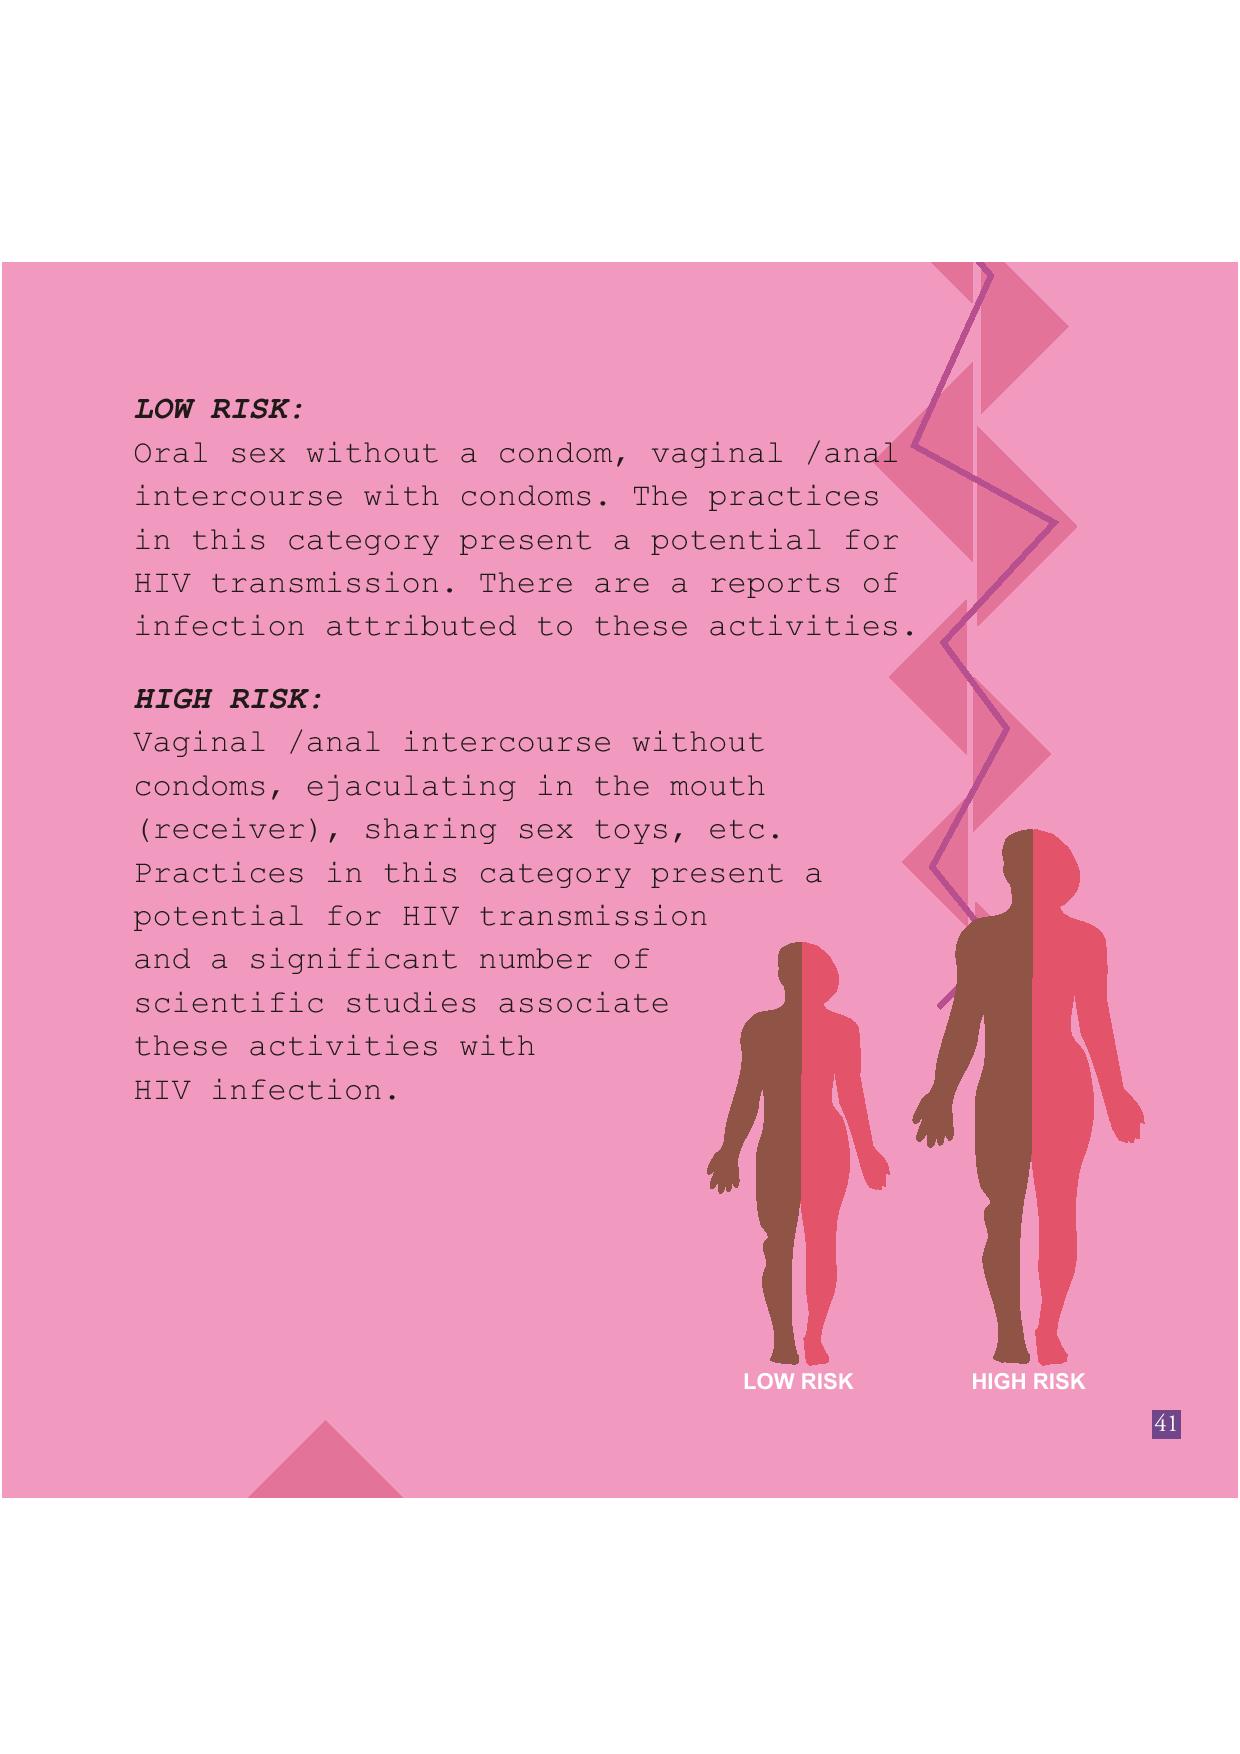 LOW RISK:
Oral sex without a condom, vaginal /anal
intercourse with condoms. The practices
in this category present a potential for
HIV transmission. There are a reports of
infection attributed to these activities.
HIGH RISK:
Vaginal /anal intercourse without
condoms, ejaculating in the mouth
(receiver), sharing sex toys, etc.
Practices in this category present a
potential for HIV transmission
and a significant number of
scientific studies associate
these activities with
HIV infection.
LOW RISK
HIGH RISK
41